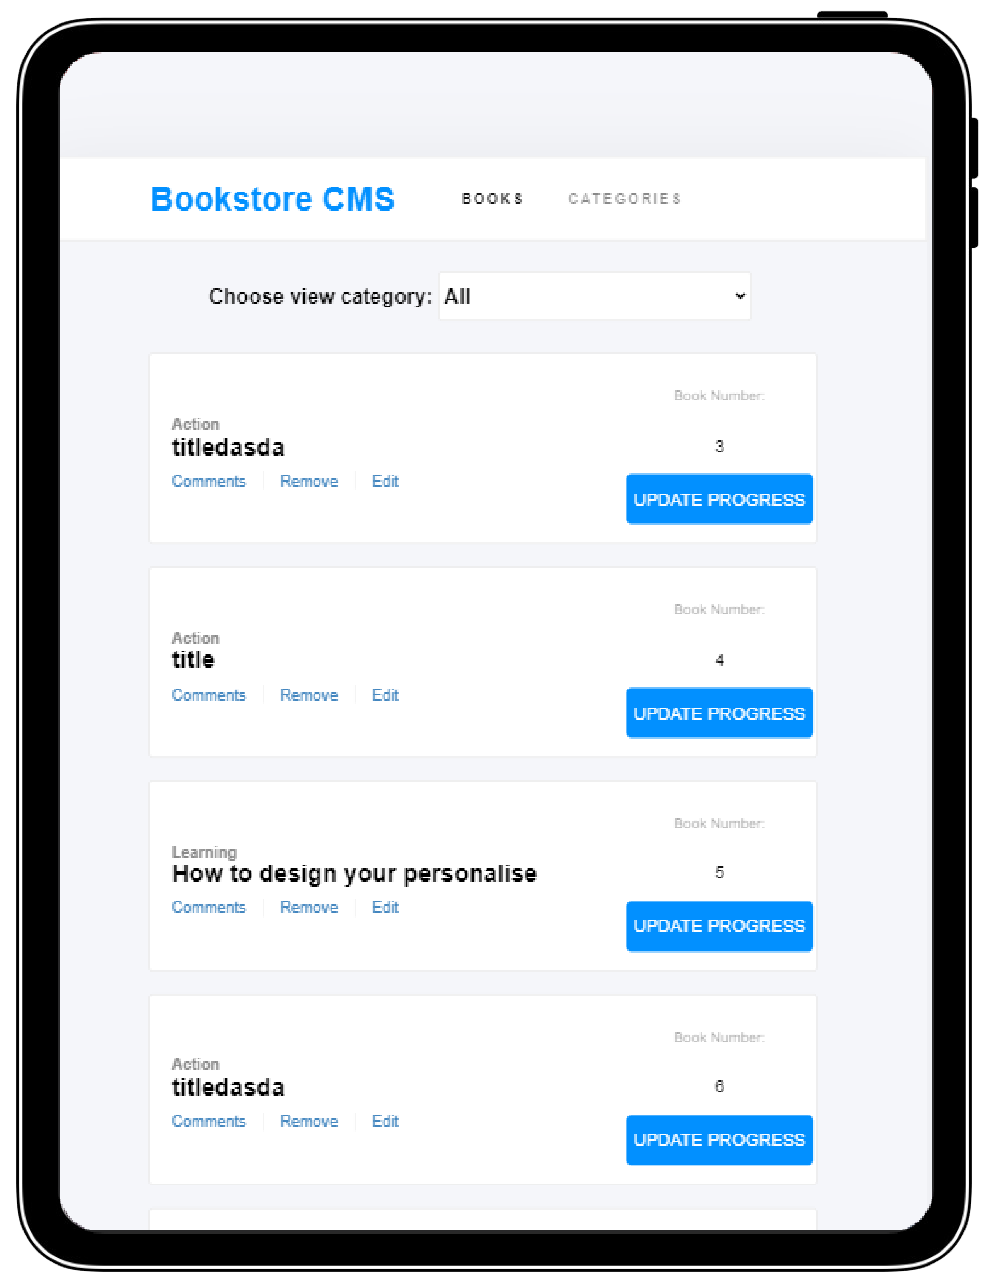 Bookstore CMS BOOKS CATEGORIES
Choose view category: All
Book Number:
Action
titledasda
3
Comments Remove Edit
UPDATE PROGRESS
Book Number:
Action
title
4
Comments Remove Edit
UPDATE PROGRESS
Book Number:
Learning
How to design your personalise
5
Comments Remove Edit
UPDATE PROGRESS
Book Number:
Action
titledasda
6
Comments Remove Edit
UPDATE PROGRESS